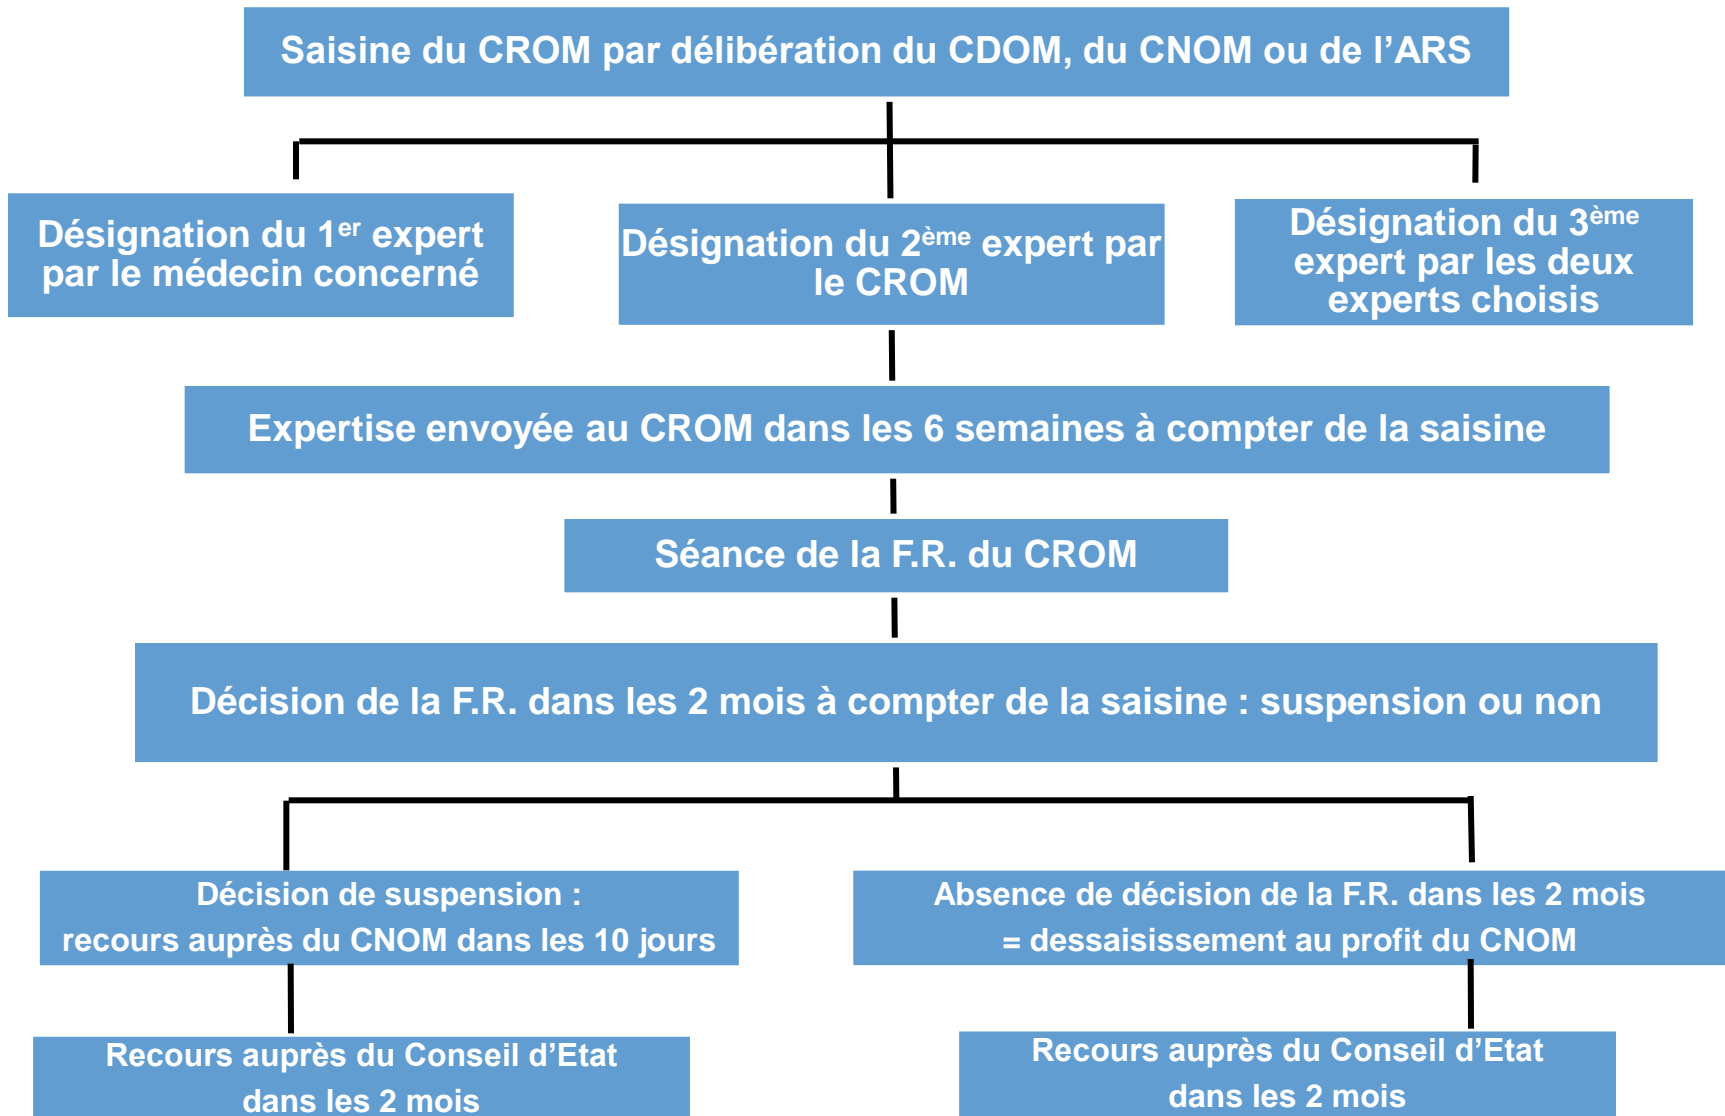 Saisine du CROM par délibération du CDOM, du CNOM ou de l’ARS
Désignation du 1er expert
par le médecin concerné
Désignation du 2ème expert par
le CROM
Désignation du 3ème
expert par les deux
experts choisis
Expertise envoyée au CROM dans les 6 semaines à compter de la saisine
Séance de la F.R. du CROM
Décision de la F.R. dans les 2 mois à compter de la saisine : suspension ou non
Décision de suspension :
recours auprès du CNOM dans les 10 jours
Absence de décision de la F.R. dans les 2 mois
= dessaisissement au profit du CNOM
Recours auprès du Conseil d’Etat
dans les 2 mois
Recours auprès du Conseil d’Etat
dans les 2 mois